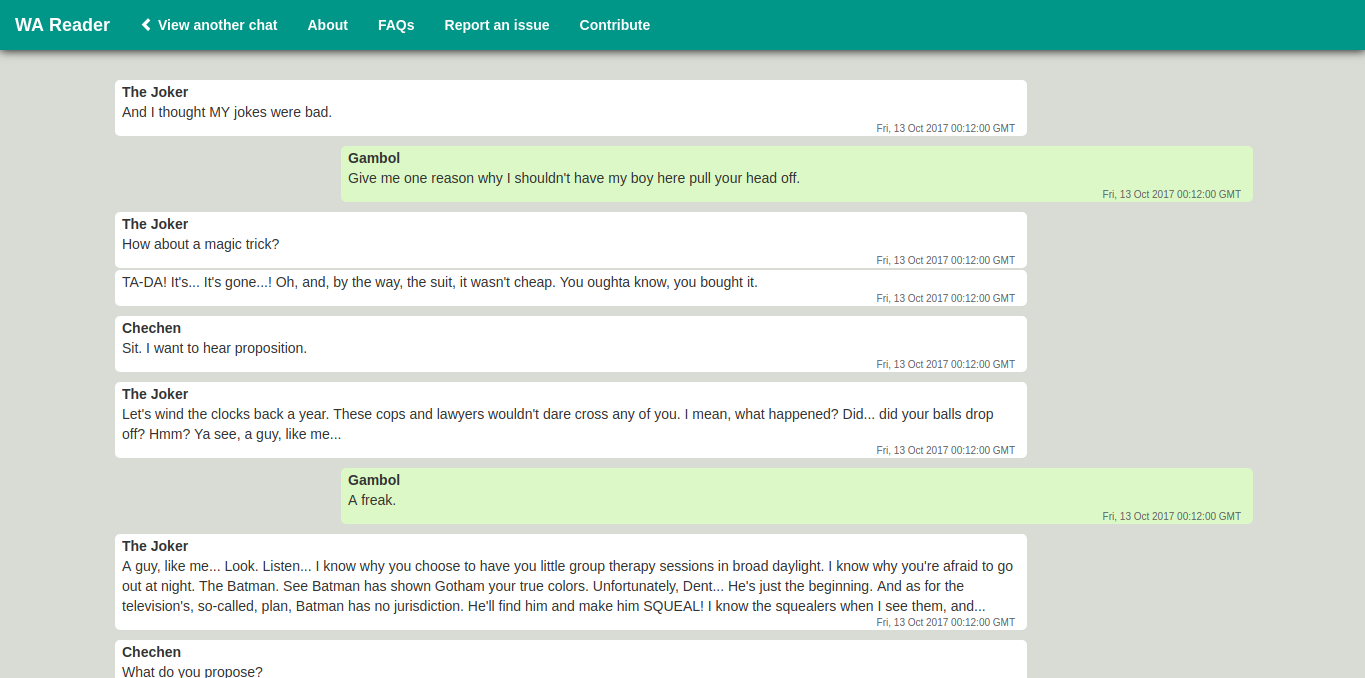 WA Reader View another chat About FAQs Report an issue Contribute
The Joker
And I thought MY jokes were bad.
Fri, 13 Oct 2017 00:12:00 GMT
Gambol
Give me one reason why I shouldn't have my boy here pull your head off.
Fri, 13 Oct 2017 00:12:00 GMT
The Joker
How about a magic trick?
Fri, 13 Oct 2017 00:12:00 GMT
TA-DA! It's... It's gone...! Oh, and, by the way, the suit, it wasn't cheap. You oughta know, you bought it.
Fri, 13 Oct 2017 00:12:00 GMT
Chechen
Sit. I want to hear proposition.
Fri, 13 Oct 2017 00:12:00 GMT
The Joker
Let's wind the clocks back a year. These cops and lawyers wouldn't dare cross any of you. I mean, what happened? Did... did your balls drop
off? Hmm? Ya see, a guy, like me...
Fri, 13 Oct 2017 00:12:00 GMT
Gambol
A freak.
Fri, 13 Oct 2017 00:12:00 GMT
The Joker
A guy, like me... Look. Listen... I know why you choose to have you little group therapy sessions in broad daylight. I know why you're afraid to go
out at night. The Batman. See Batman has shown Gotham your true colors. Unfortunately, Dent... He's just the beginning. And as for the
television's, so-called, plan, Batman has no jurisdiction. He'll find him and make him SQUEAL! I know the squealers when I see them, and...
Fri, 13 Oct 2017 00:12:00 GMT
Chechen
What do you propose?